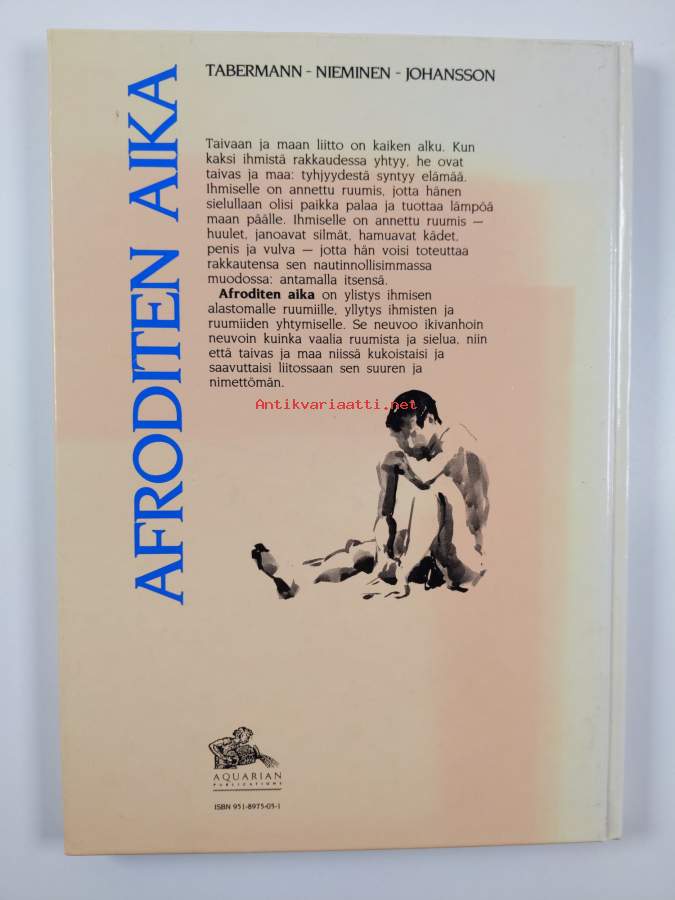 AFRODITEN AIKA
TABERMANN - NIEMINEN - JOHANSSON
Taivaan ja maan liitto on kaiken alku. Kun
kaksi ihmistä rakkaudessa yhtyy, he ovat
taivas ja maa: tyhjyydestä syntyy elämää.
Ihmiselle on annettu ruumis, jotta hänen
sielullaan olisi paikka palaa ja tuottaa lämpöä
maan päälle. Ihmiselle on annettu ruumis —
huulet, janoavat silmät, hamuavat kädet,
penis ja vulva — jotta hän voisi toteuttaa
rakkautensa sen nautinnollisimmassa
muodossa: antamalla itsensä.
Afroditen aika on ylistys ihmisen
alastomalle ruumiille, yllytys ihmisten ja
ruumiiden yhtymiselle. Se neuvoo ikivanhoin
neuvoin kuinka vaalia ruumista ja sielua, niin
että taivas ja maa niissä kukoistaisi ja
saavuttaisi liitossaan sen suuren ja
nimettömän.
Antikvariaatti.net
AQUARIAN
PUBLICATIONS
ISBN 951-8975-05-1